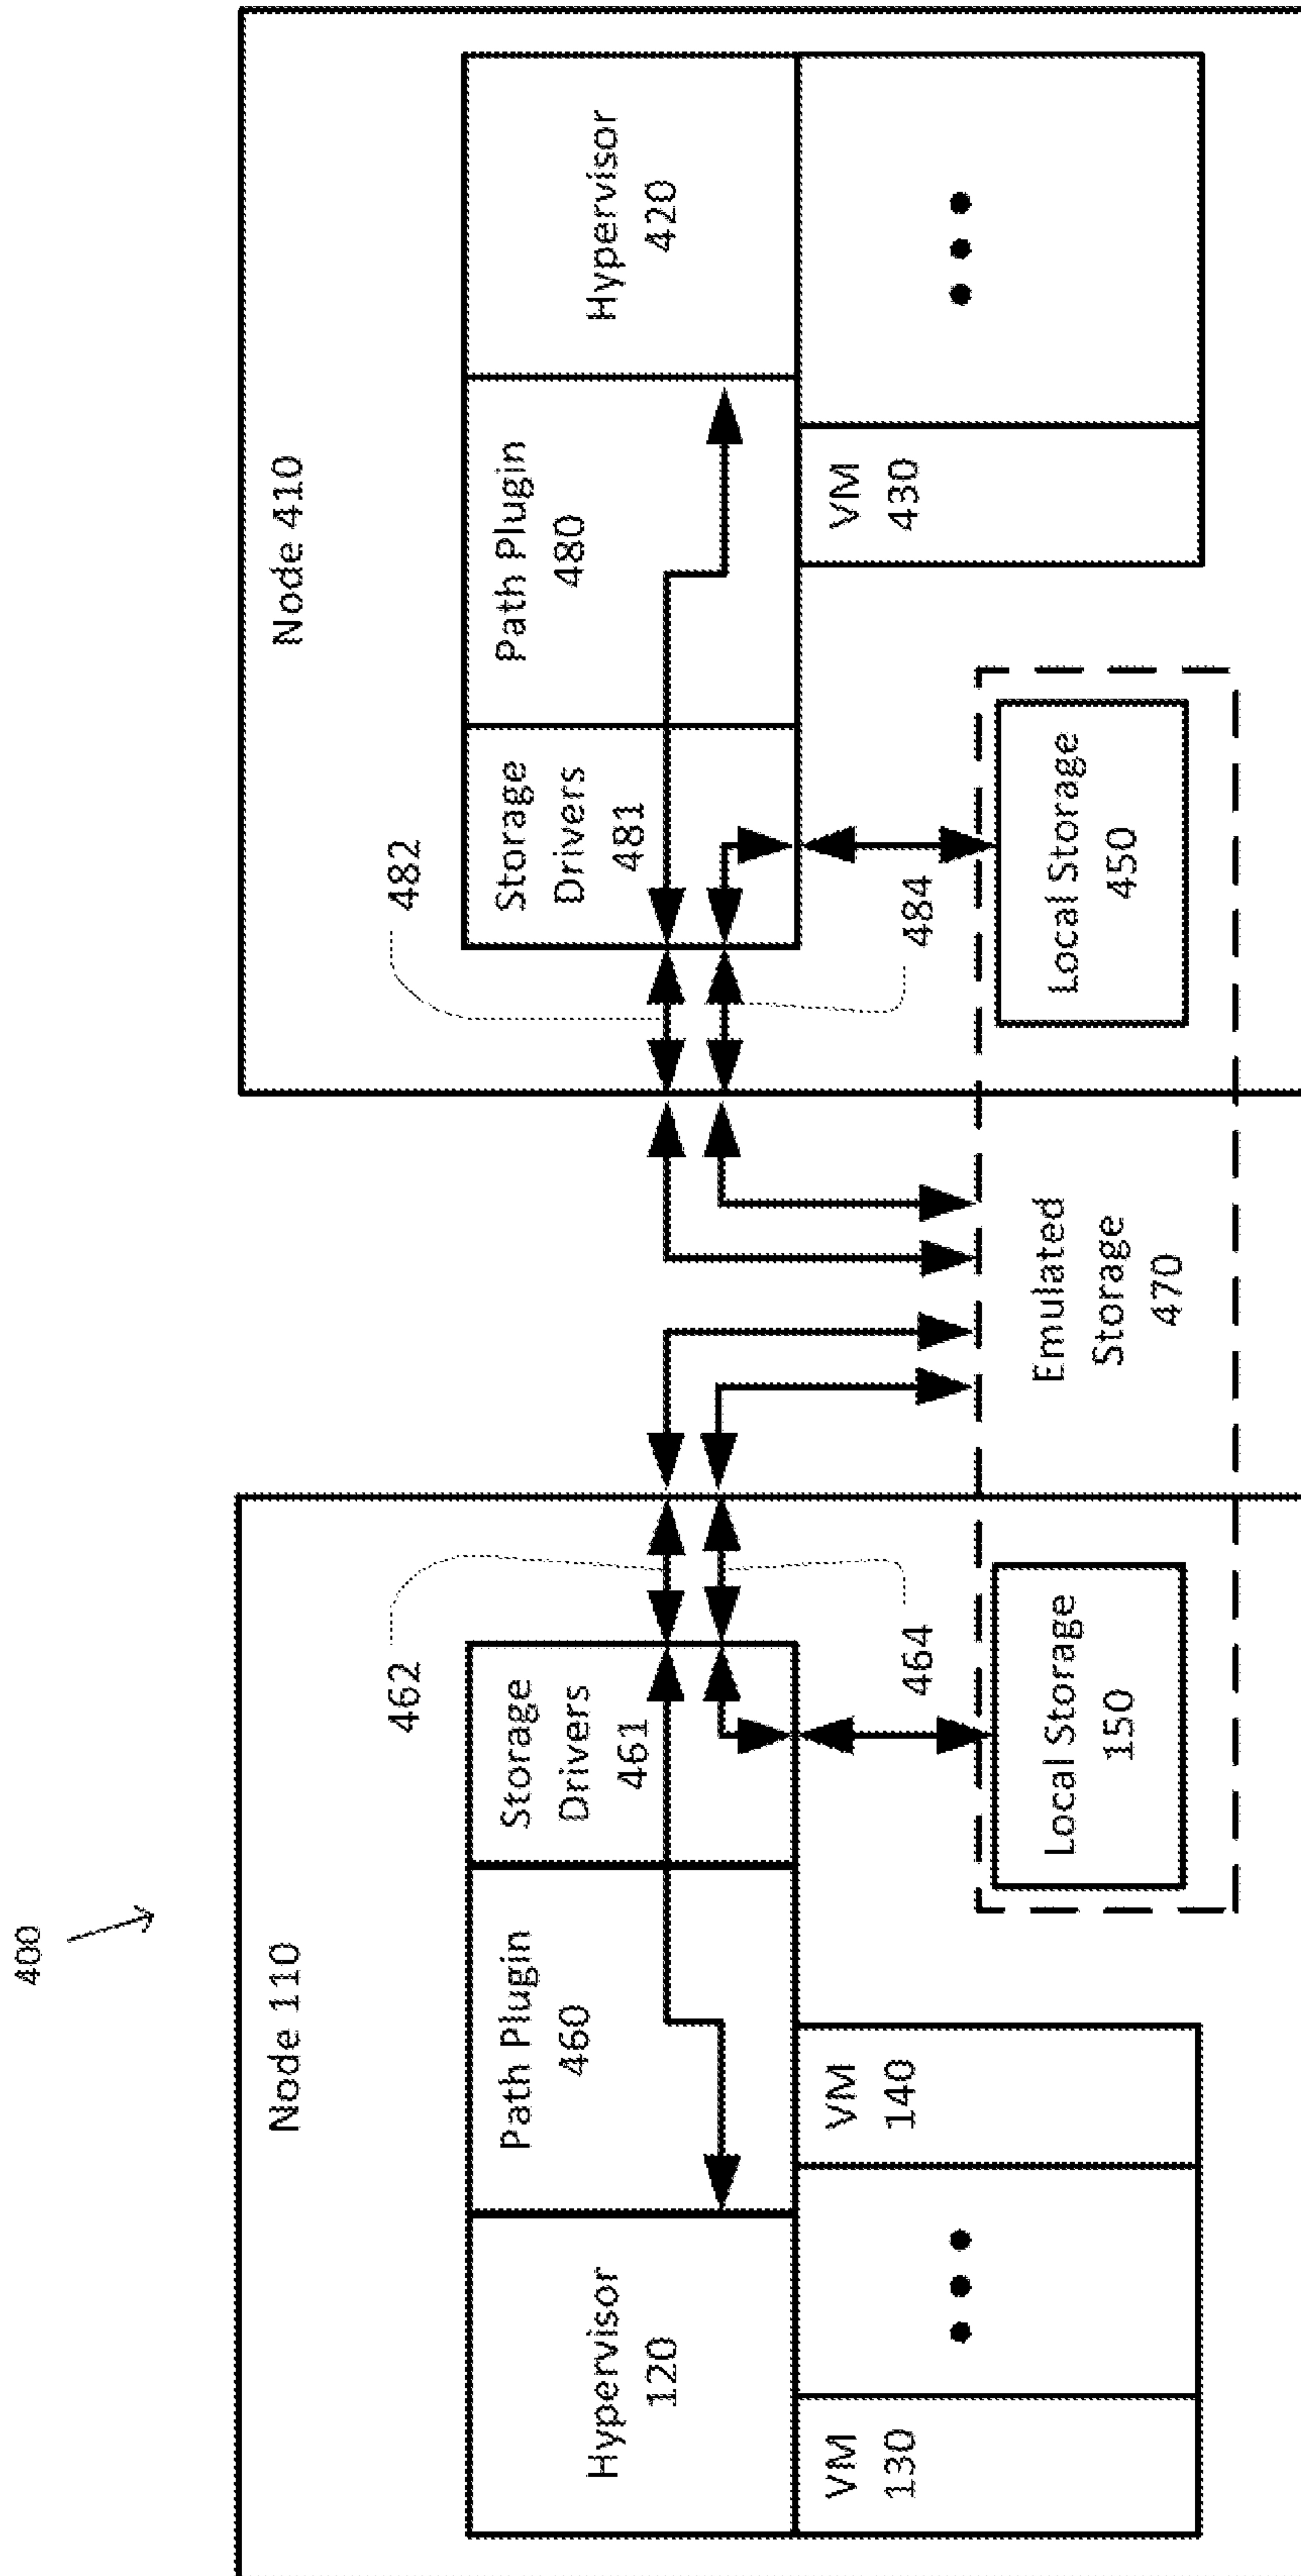 400
Node 110
Hypervisor
120
Path Plugin
460
Storage
Drivers
461
462
464
VM
130
VM
140
Local Storage
150
Emulated
Storage
470
Node 410
482
484
Storage
Drivers
481
Path Plugin
480
Hypervisor
420
Local Storage
450
VM
430